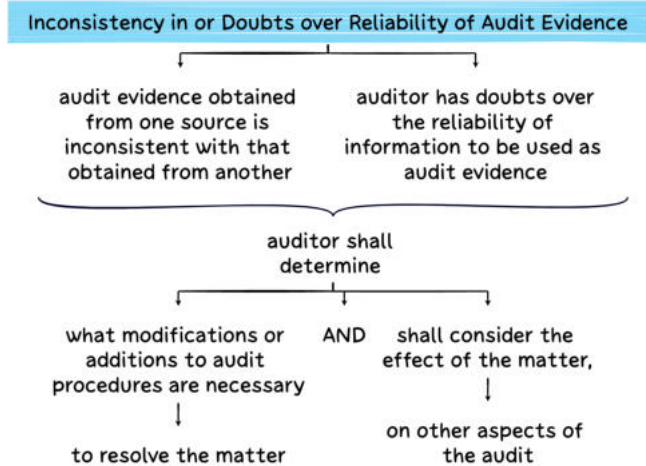 Inconsistency in or Doubts over Reliability of Audit Evidence
audit evidence obtained
from one source is
inconsistent with that
obtained from another
auditor has doubts over
the reliability of
information to be used as
audit evidence
auditor shall
determine
what modifications or
additions to audit
procedures are necessary
to resolve the matter
AND
shall consider the
effect of the matter,
on other aspects of
the audit